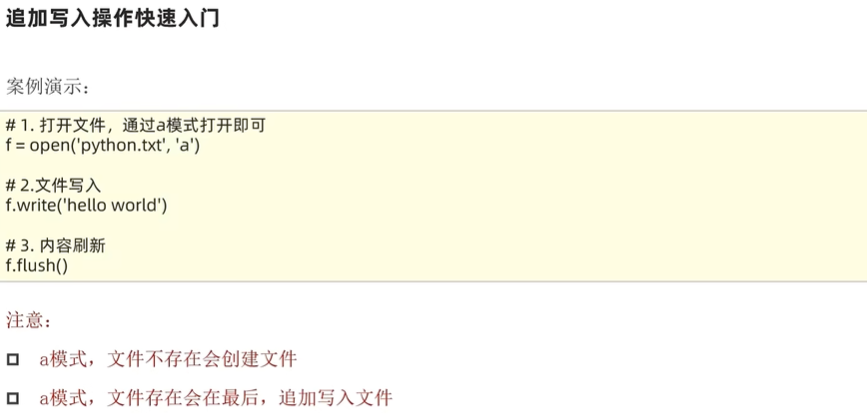 追加写入操作快速入门
案例演示：
# 1. 打开文件，通过a模式打开即可
f = open('python.txt', 'a')
# 2.文件写入
f.write('hello world')
# 3. 内容刷新
f.flush()
注意：
a模式，文件不存在会创建文件
a模式，文件存在会在最后，追加写入文件